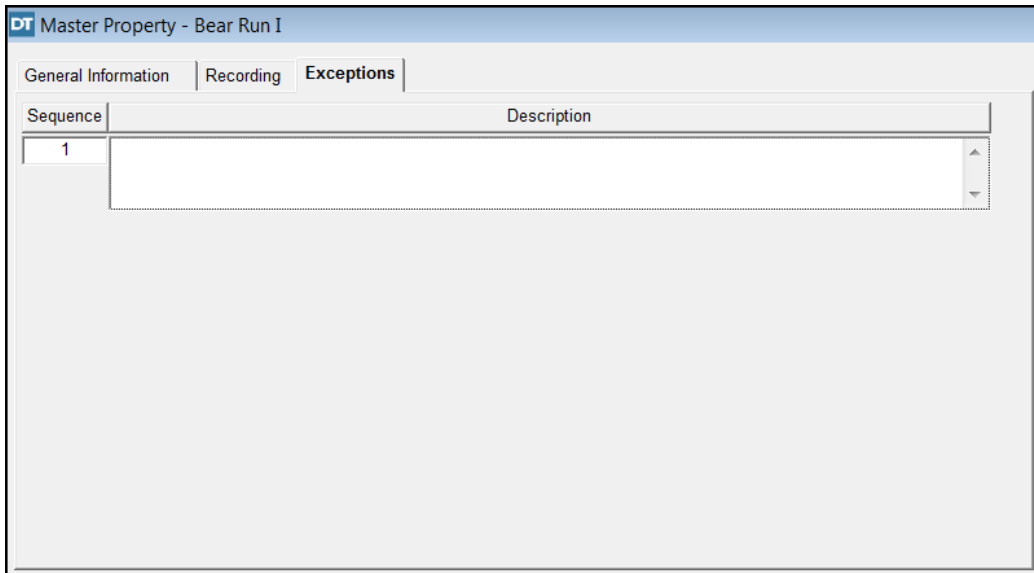 DT Master Property - Bear Run I
General Information Recording Exceptions
Sequence Description
1